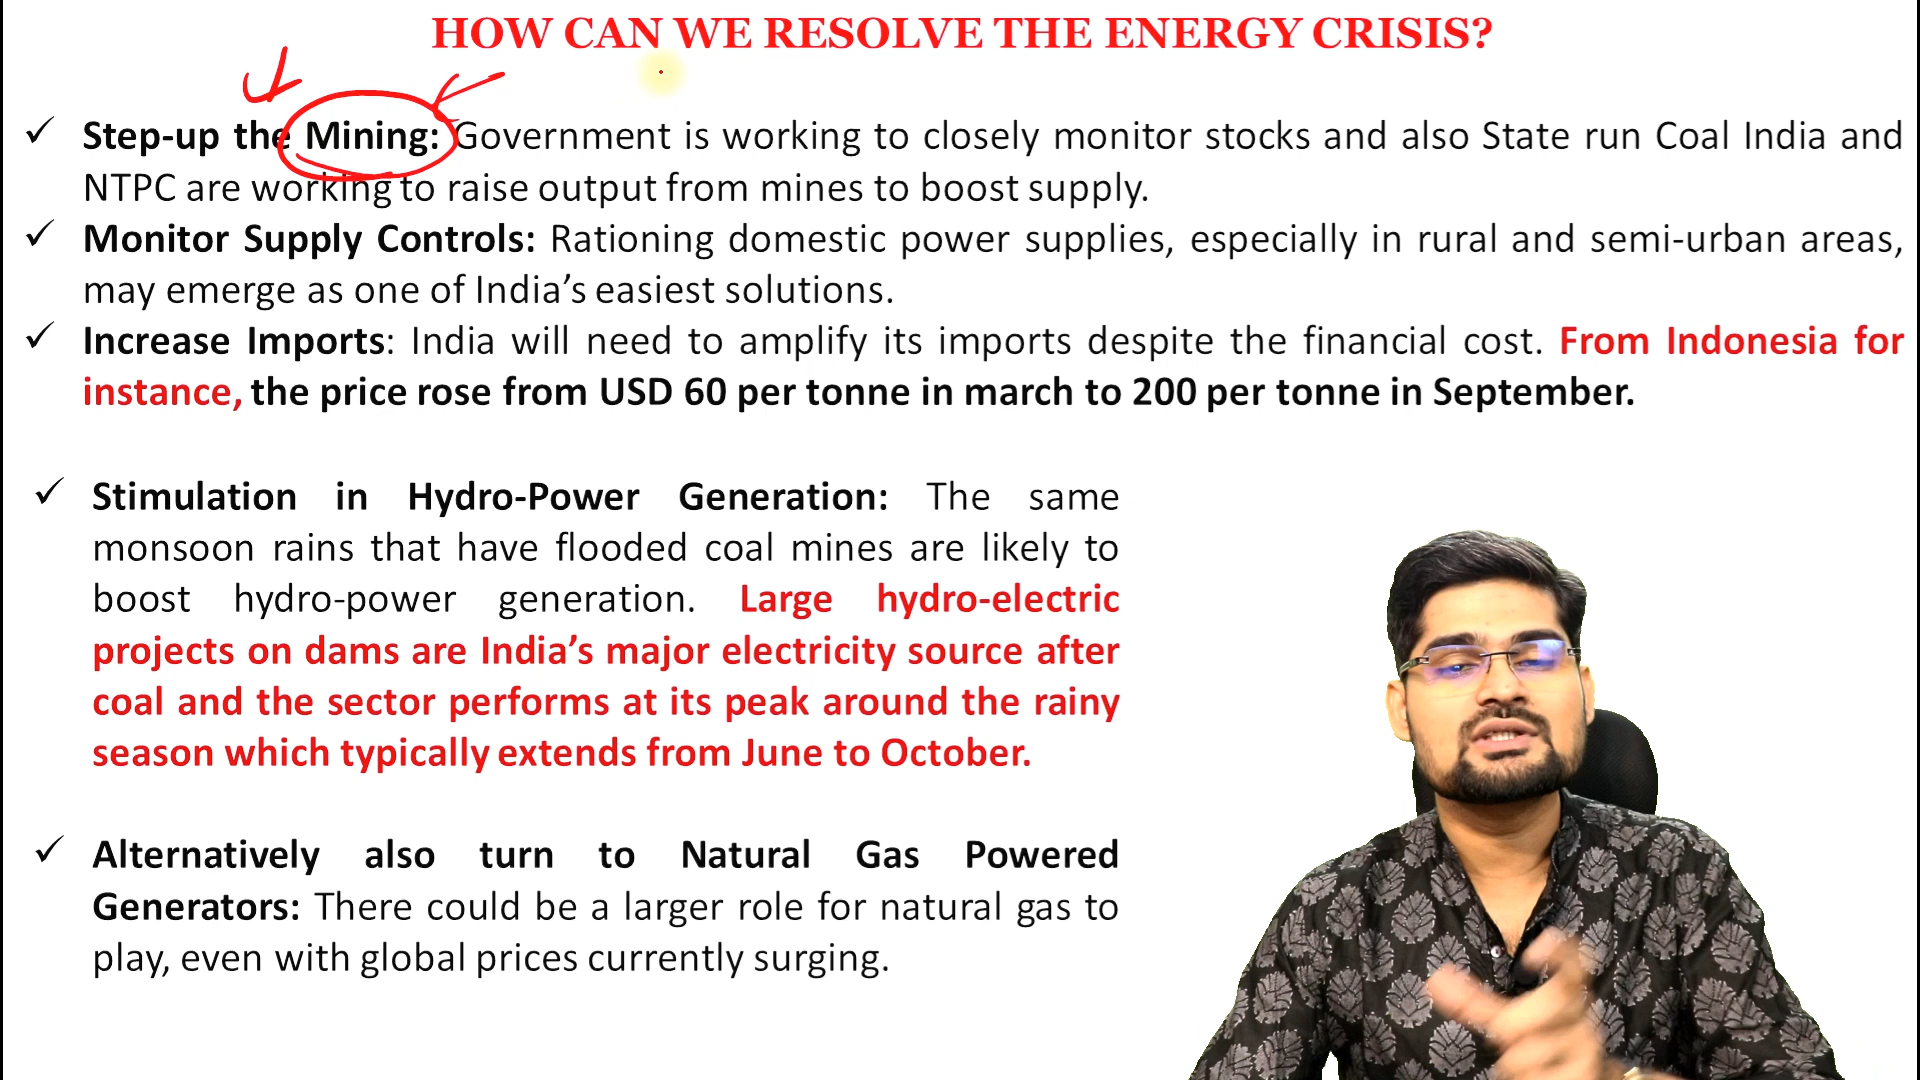 HOW CAN WE RESOLVE THE ENERGY CRISIS?
✓ Step-up the Mining: Government is working to closely monitor stocks and also State run Coal India and
NTPC are working to raise output from mines to boost supply.
✓ Monitor Supply Controls: Rationing domestic power supplies, especially in rural and semi-urban areas,
may emerge as one of India’s easiest solutions.
✓ Increase Imports: India will need to amplify its imports despite the financial cost. From Indonesia for
instance, the price rose from USD 60 per tonne in march to 200 per tonne in September.
✓ Stimulation in Hydro-Power Generation: The same
monsoon rains that have flooded coal mines are likely to
boost hydro-power generation. Large hydro-electric
projects on dams are India’s major electricity source after
coal and the sector performs at its peak around the rainy
season which typically extends from June to October.
✓ Alternatively also turn to Natural Gas Powered
Generators: There could be a larger role for natural gas to
play, even with global prices currently surging.